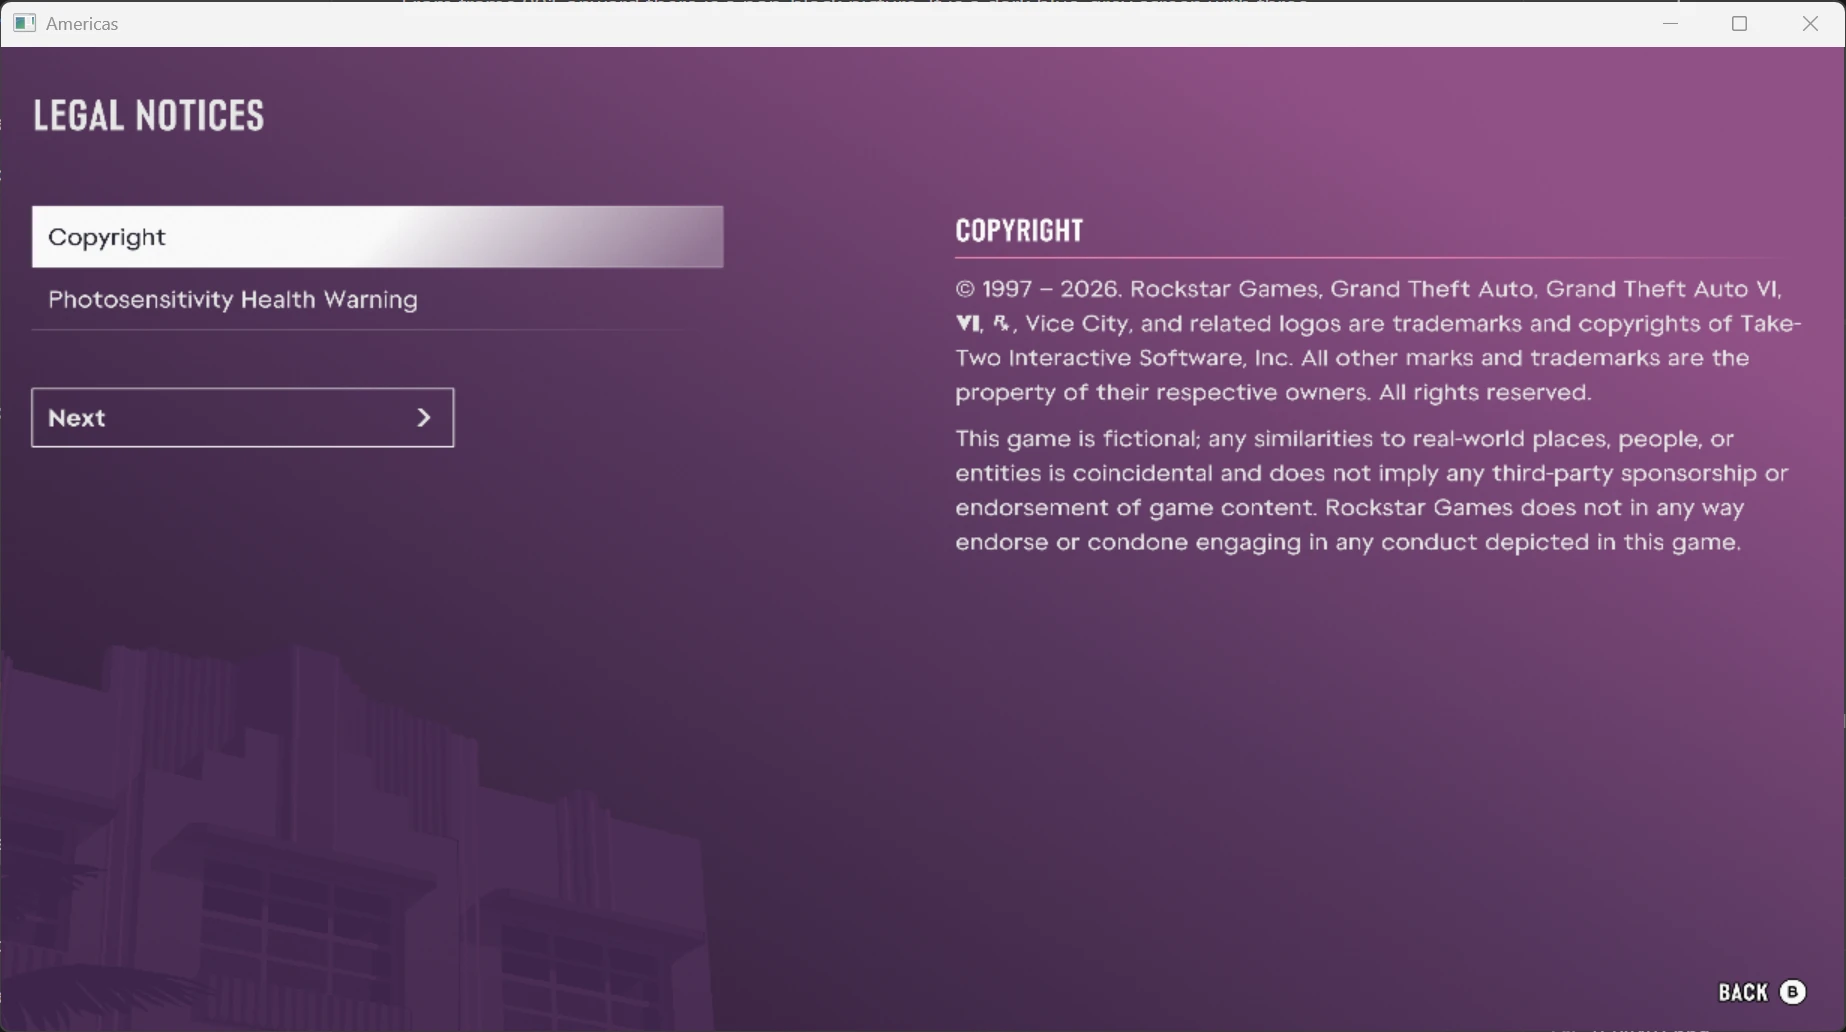 Americas
LEGAL NOTICES
Copyright
Photosensitivity Health Warning
Next
COPYRIGHT
© 1997 – 2026. Rockstar Games, Grand Theft Auto, Grand Theft Auto VI,
VI, R*, Vice City, and related logos are trademarks and copyrights of Take-
Two Interactive Software, Inc. All other marks and trademarks are the
property of their respective owners. All rights reserved.
This game is fictional; any similarities to real-world places, people, or
entities is coincidental and does not imply any third-party sponsorship or
endorsement of game content. Rockstar Games does not in any way
endorse or condone engaging in any conduct depicted in this game.
BACK B